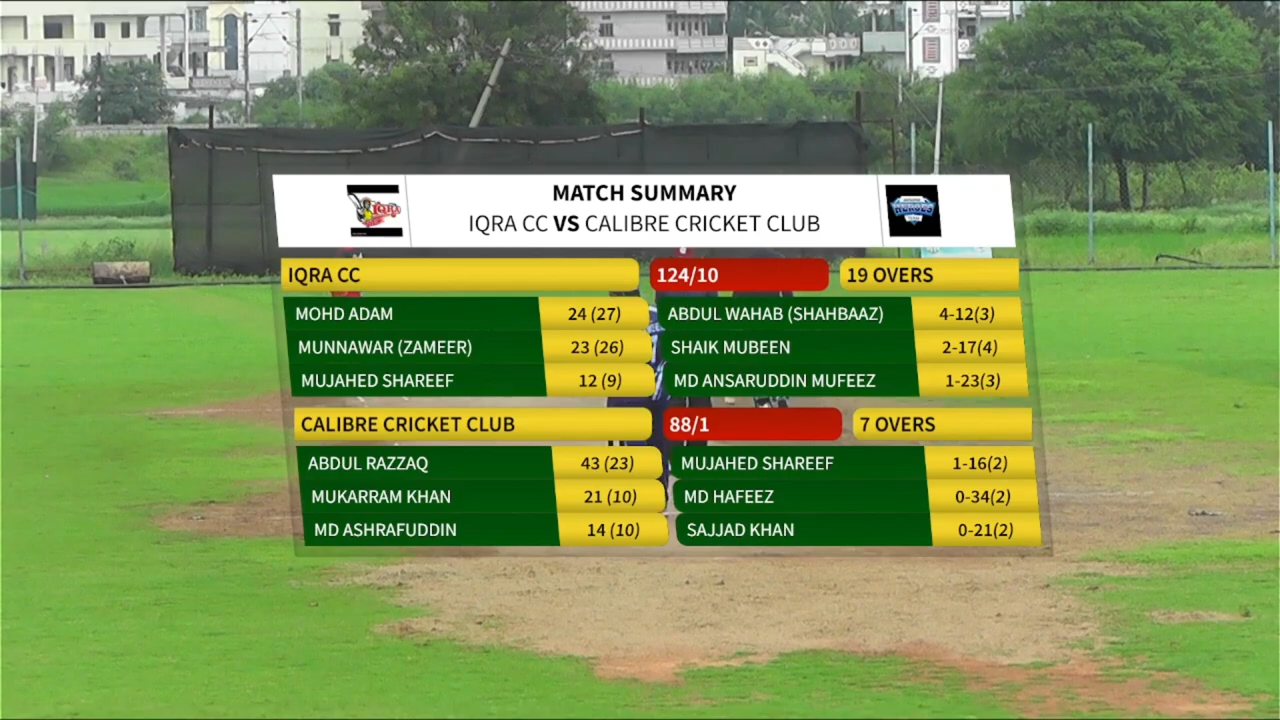 MATCH SUMMARY
IQRA CC VS CALIBRE CRICKET CLUB
IQRA CC 124/10 19 OVERS
MOHD ADAM 24 (27) ABDUL WAHAB (SHAHBAAZ) 4-12(3)
MUNNAWAR (ZAMEER) 23 (26) SHAIK MUBEEN 2-17(4)
MUJAHED SHAREEF 12 (9) MD ANSARUDDIN MUFEEZ 1-23(3)
CALIBRE CRICKET CLUB 88/1 7 OVERS
ABDUL RAZZAQ 43 (23) MUJAHED SHAREEF 1-16(2)
MUKARRAM KHAN 21 (10) MD HAFEEZ 0-34(2)
MD ASHRAFUDDIN 14 (10) SAJJAD KHAN 0-21(2)